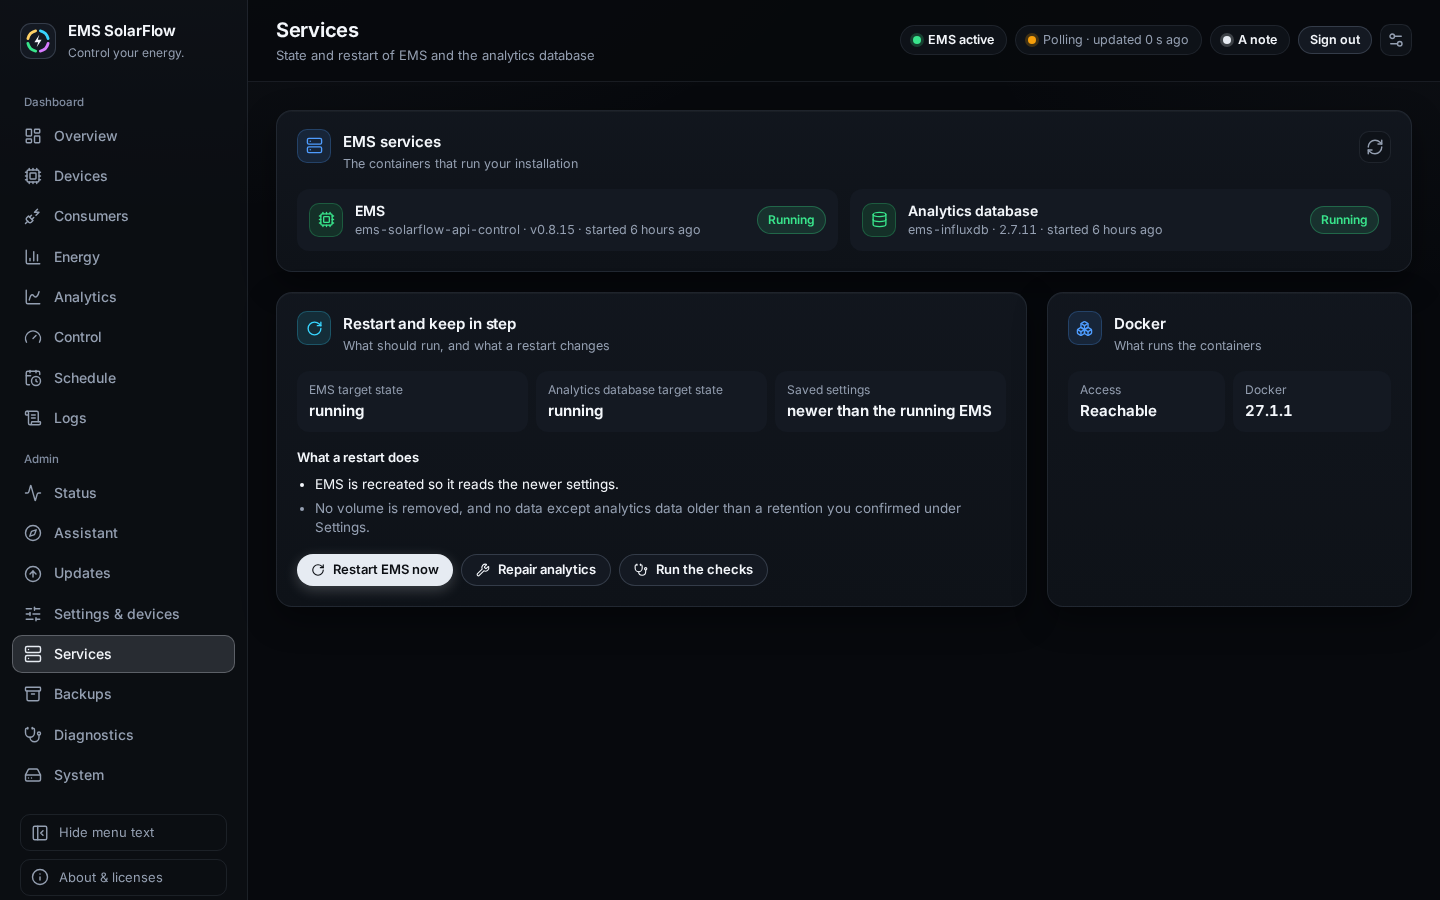 EMS SolarFlow
Control your energy.
Dashboard
Overview
Devices
Consumers
Energy
Analytics
Control
Schedule
Logs
Admin
Status
Assistant
Updates
Settings & devices
Services
Backups
Diagnostics
System
Hide menu text
About & licenses
Services
State and restart of EMS and the analytics database
EMS active
Polling · updated 0 s ago
A note
Sign out
EMS services
The containers that run your installation
EMS
ems-solarflow-api-control · v0.8.15 · started 6 hours ago
Running
Analytics database
ems-influxdb · 2.7.11 · started 6 hours ago
Running
Restart and keep in step
What should run, and what a restart changes
EMS target state
running
Analytics database target state
running
Saved settings
newer than the running EMS
What a restart does
• EMS is recreated so it reads the newer settings.
• No volume is removed, and no data except analytics data older than a retention you confirmed under
Settings.
Restart EMS now
Repair analytics
Run the checks
Docker
What runs the containers
Access
Reachable
Docker
27.1.1